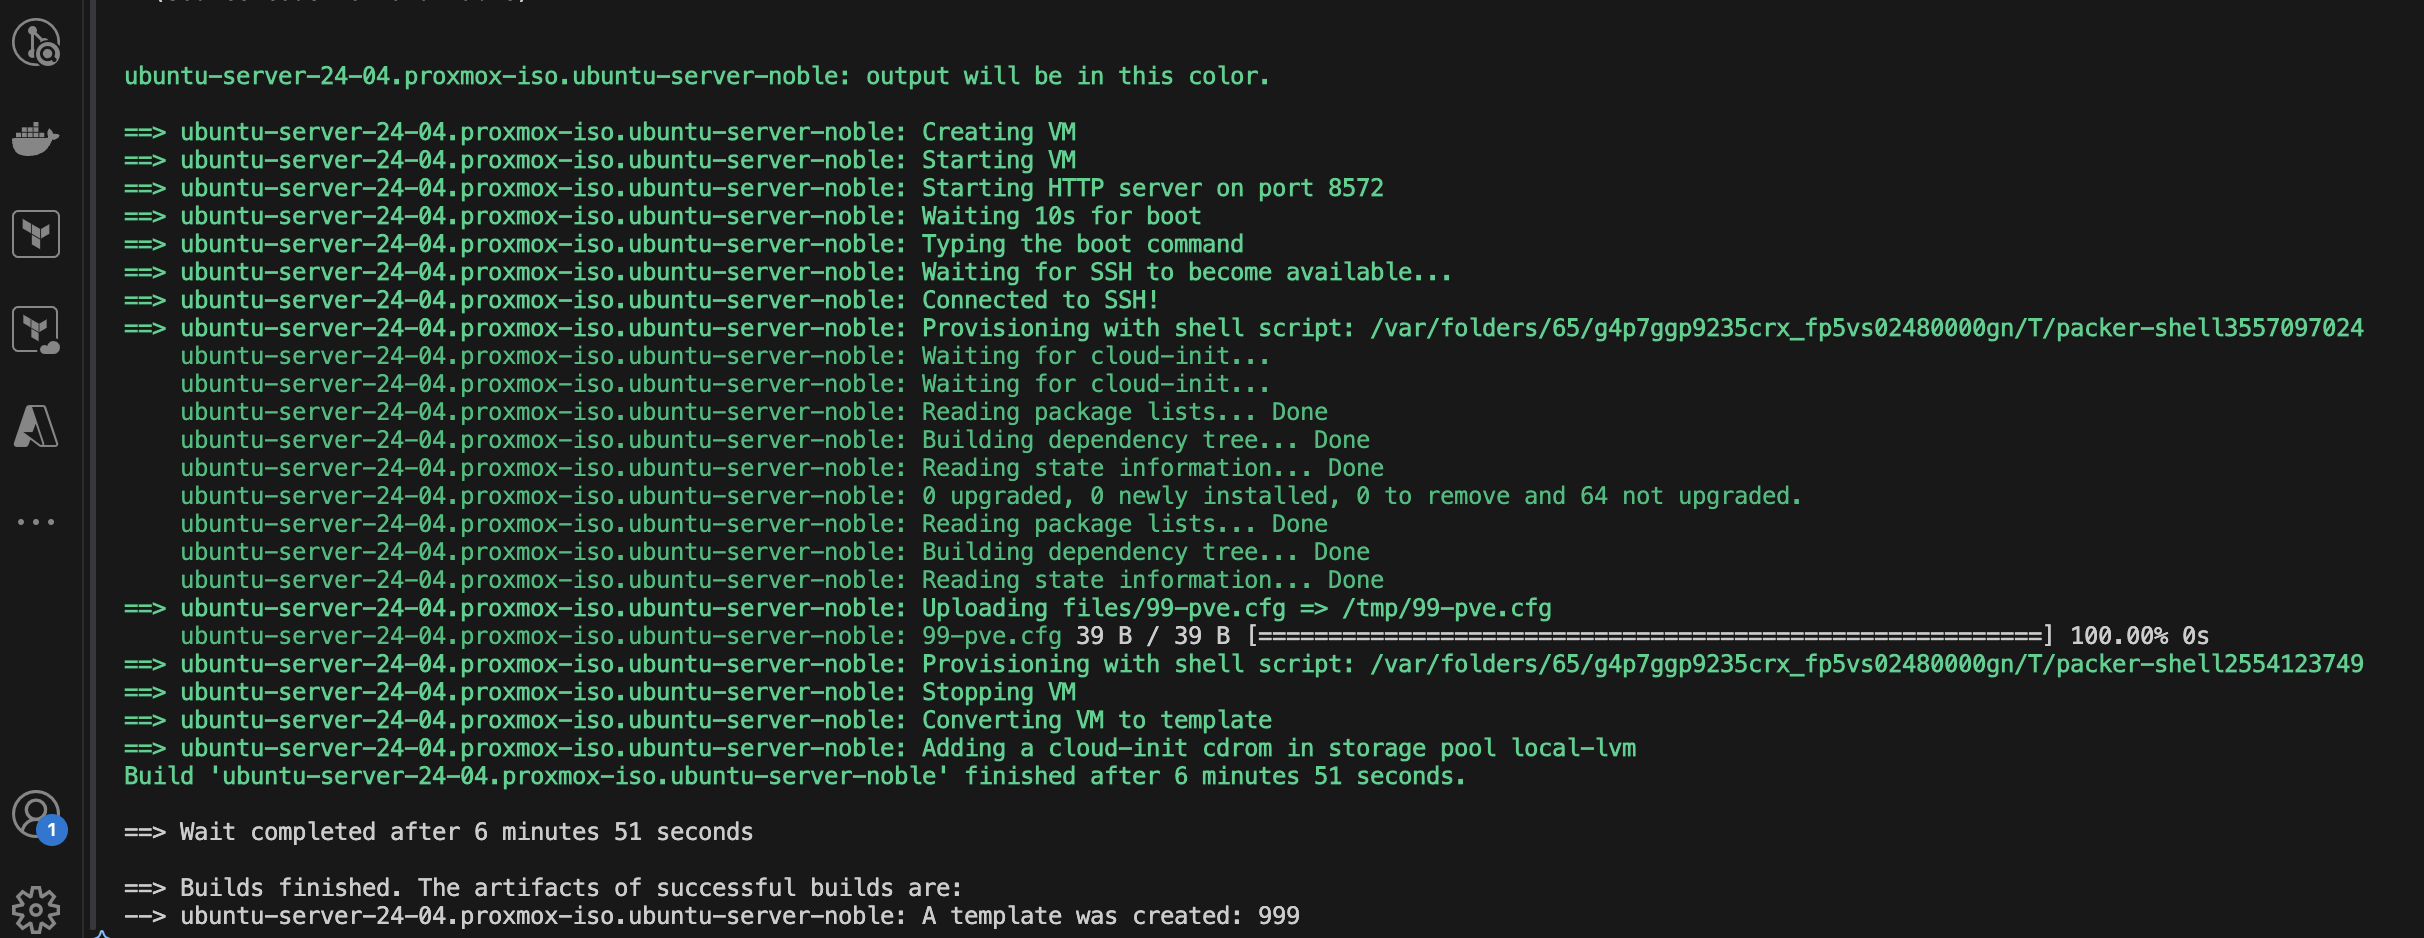 ubuntu-server-24-04.proxmox-iso.ubuntu-server-noble: output will be in this color.
==> ubuntu-server-24-04.proxmox-iso.ubuntu-server-noble: Creating VM
==> ubuntu-server-24-04.proxmox-iso.ubuntu-server-noble: Starting VM
==> ubuntu-server-24-04.proxmox-iso.ubuntu-server-noble: Starting HTTP server on port 8572
==> ubuntu-server-24-04.proxmox-iso.ubuntu-server-noble: Waiting 10s for boot
==> ubuntu-server-24-04.proxmox-iso.ubuntu-server-noble: Typing the boot command
==> ubuntu-server-24-04.proxmox-iso.ubuntu-server-noble: Waiting for SSH to become available...
==> ubuntu-server-24-04.proxmox-iso.ubuntu-server-noble: Connected to SSH!
==> ubuntu-server-24-04.proxmox-iso.ubuntu-server-noble: Provisioning with shell script: /var/folders/65/g4p7ggp9235crx_fp5vs02480000gn/T/packer-shell3557097024
ubuntu-server-24-04.proxmox-iso.ubuntu-server-noble: Waiting for cloud-init...
ubuntu-server-24-04.proxmox-iso.ubuntu-server-noble: Waiting for cloud-init...
ubuntu-server-24-04.proxmox-iso.ubuntu-server-noble: Reading package lists... Done
ubuntu-server-24-04.proxmox-iso.ubuntu-server-noble: Building dependency tree... Done
ubuntu-server-24-04.proxmox-iso.ubuntu-server-noble: Reading state information... Done
ubuntu-server-24-04.proxmox-iso.ubuntu-server-noble: 0 upgraded, 0 newly installed, 0 to remove and 64 not upgraded.
ubuntu-server-24-04.proxmox-iso.ubuntu-server-noble: Reading package lists... Done
ubuntu-server-24-04.proxmox-iso.ubuntu-server-noble: Building dependency tree... Done
ubuntu-server-24-04.proxmox-iso.ubuntu-server-noble: Reading state information... Done
==> ubuntu-server-24-04.proxmox-iso.ubuntu-server-noble: Uploading files/99-pve.cfg => /tmp/99-pve.cfg
ubuntu-server-24-04.proxmox-iso.ubuntu-server-noble: 99-pve.cfg 39 B / 39 B [========================================================] 100.00% 0s
==> ubuntu-server-24-04.proxmox-iso.ubuntu-server-noble: Provisioning with shell script: /var/folders/65/g4p7ggp9235crx_fp5vs02480000gn/T/packer-shell2554123749
==> ubuntu-server-24-04.proxmox-iso.ubuntu-server-noble: Stopping VM
==> ubuntu-server-24-04.proxmox-iso.ubuntu-server-noble: Converting VM to template
==> ubuntu-server-24-04.proxmox-iso.ubuntu-server-noble: Adding a cloud-init cdrom in storage pool local-lvm
Build 'ubuntu-server-24-04.proxmox-iso.ubuntu-server-noble' finished after 6 minutes 51 seconds.
==> Wait completed after 6 minutes 51 seconds
==> Builds finished. The artifacts of successful builds are:
--> ubuntu-server-24-04.proxmox-iso.ubuntu-server-noble: A template was created: 999
1